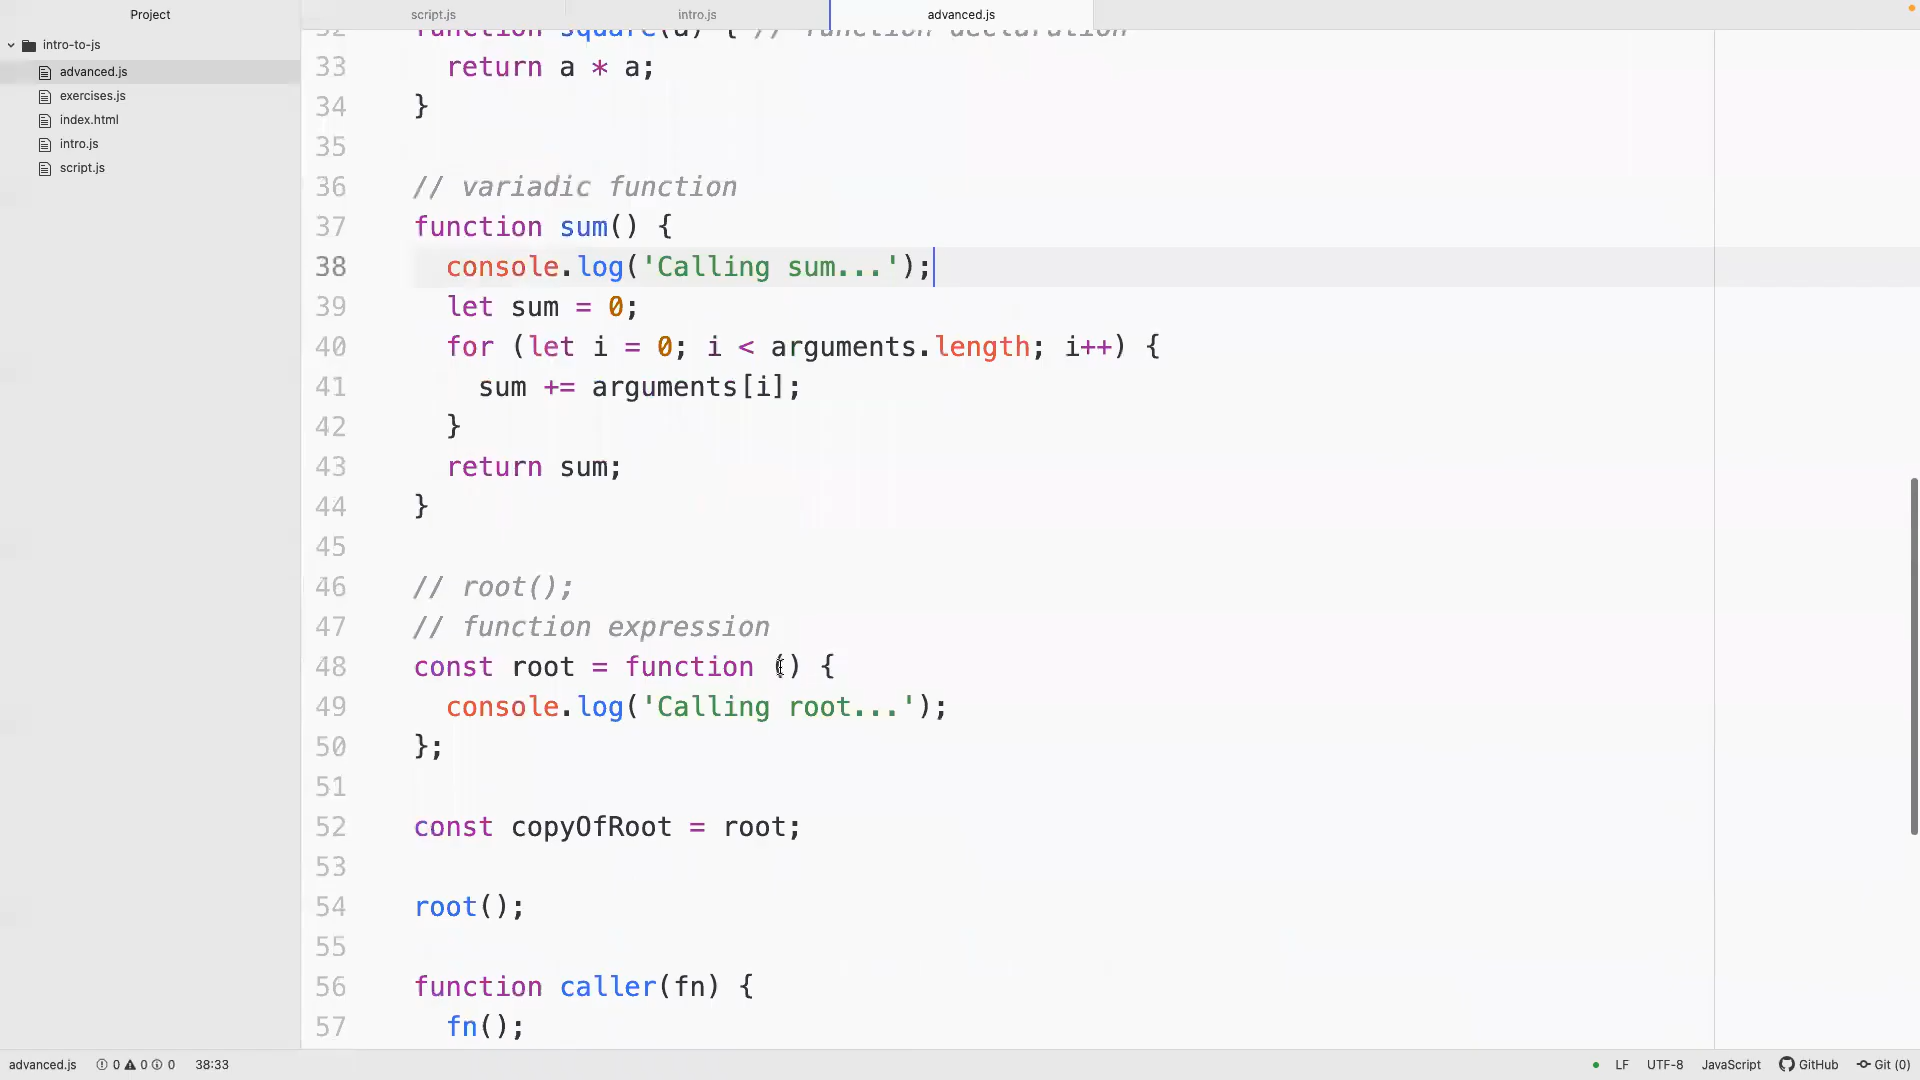 Project
script.js
intro.js
advanced.js
intro-to-js
advanced.js
exercises.js
index.html
intro.js
script.js
32 function square(a) { // function declaration
33 return a * a;
34 }
35
36 // variadic function
37 function sum() {
38 console.log('Calling sum...');
39 let sum = 0;
40 for (let i = 0; i < arguments.length; i++) {
41 sum += arguments[i];
42 }
43 return sum;
44 }
45
46 // root();
47 // function expression
48 const root = function () {
49 console.log('Calling root...');
50 };
51
52 const copyOfRoot = root;
53
54 root();
55
56 function caller(fn) {
57 fn();
advanced.js 0 0 0 38:33 LF UTF-8 JavaScript GitHub Git (0)